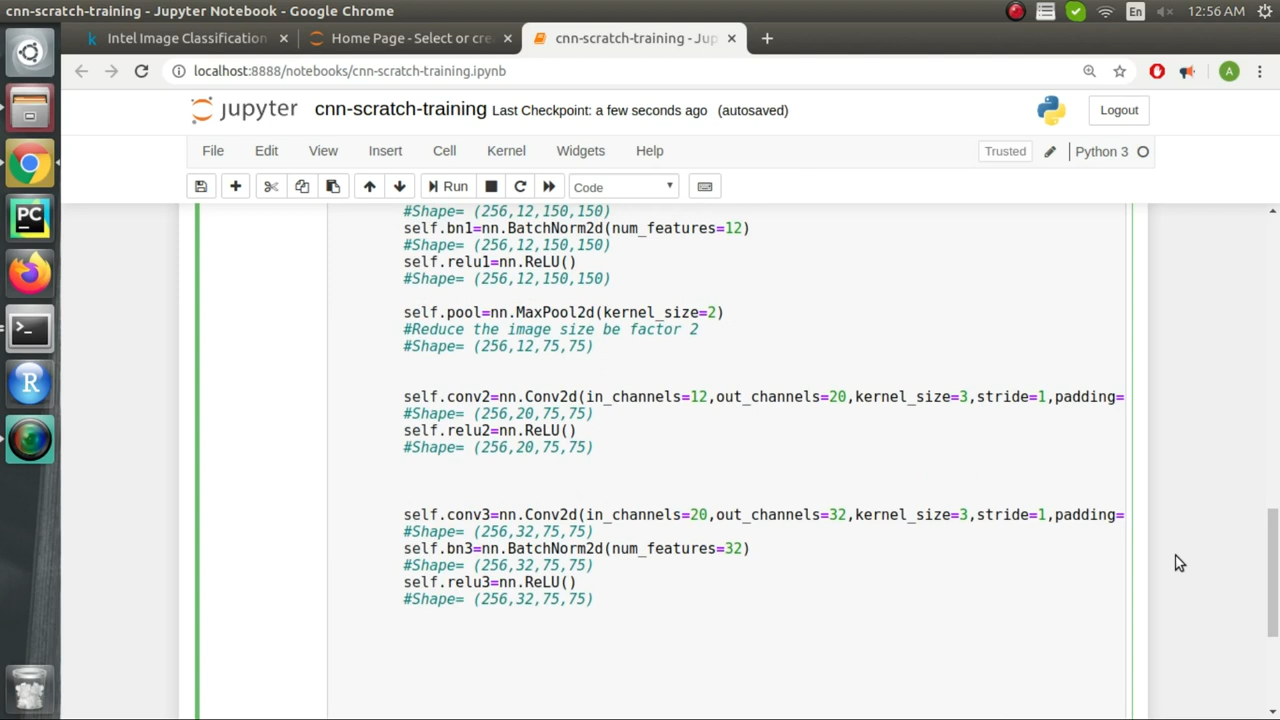 cnn-scratch-training - Jupyter Notebook - Google Chrome
En
12:56 AM
Intel Image Classification
Home Page - Select or cre
cnn-scratch-training - Jup
localhost:8888/notebooks/cnn-scratch-training.ipynb
A
jupyter
cnn-scratch-training Last Checkpoint: a few seconds ago (autosaved)
Logout
File Edit View Insert Cell Kernel Widgets Help
Trusted
Python 3
Run
Code
#Shape= (256,12,150,150)
self.bn1=nn.BatchNorm2d(num_features=12)
#Shape= (256,12,150,150)
self.relu1=nn.ReLU()
#Shape= (256,12,150,150)
self.pool=nn.MaxPool2d(kernel_size=2)
#Reduce the image size be factor 2
#Shape= (256,12,75,75)
self.conv2=nn.Conv2d(in_channels=12,out_channels=20,kernel_size=3,stride=1,padding=
#Shape= (256,20,75,75)
self.relu2=nn.ReLU()
#Shape= (256,20,75,75)
self.conv3=nn.Conv2d(in_channels=20,out_channels=32,kernel_size=3,stride=1,padding=
#Shape= (256,32,75,75)
self.bn3=nn.BatchNorm2d(num_features=32)
#Shape= (256,32,75,75)
self.relu3=nn.ReLU()
#Shape= (256,32,75,75)
PC
R